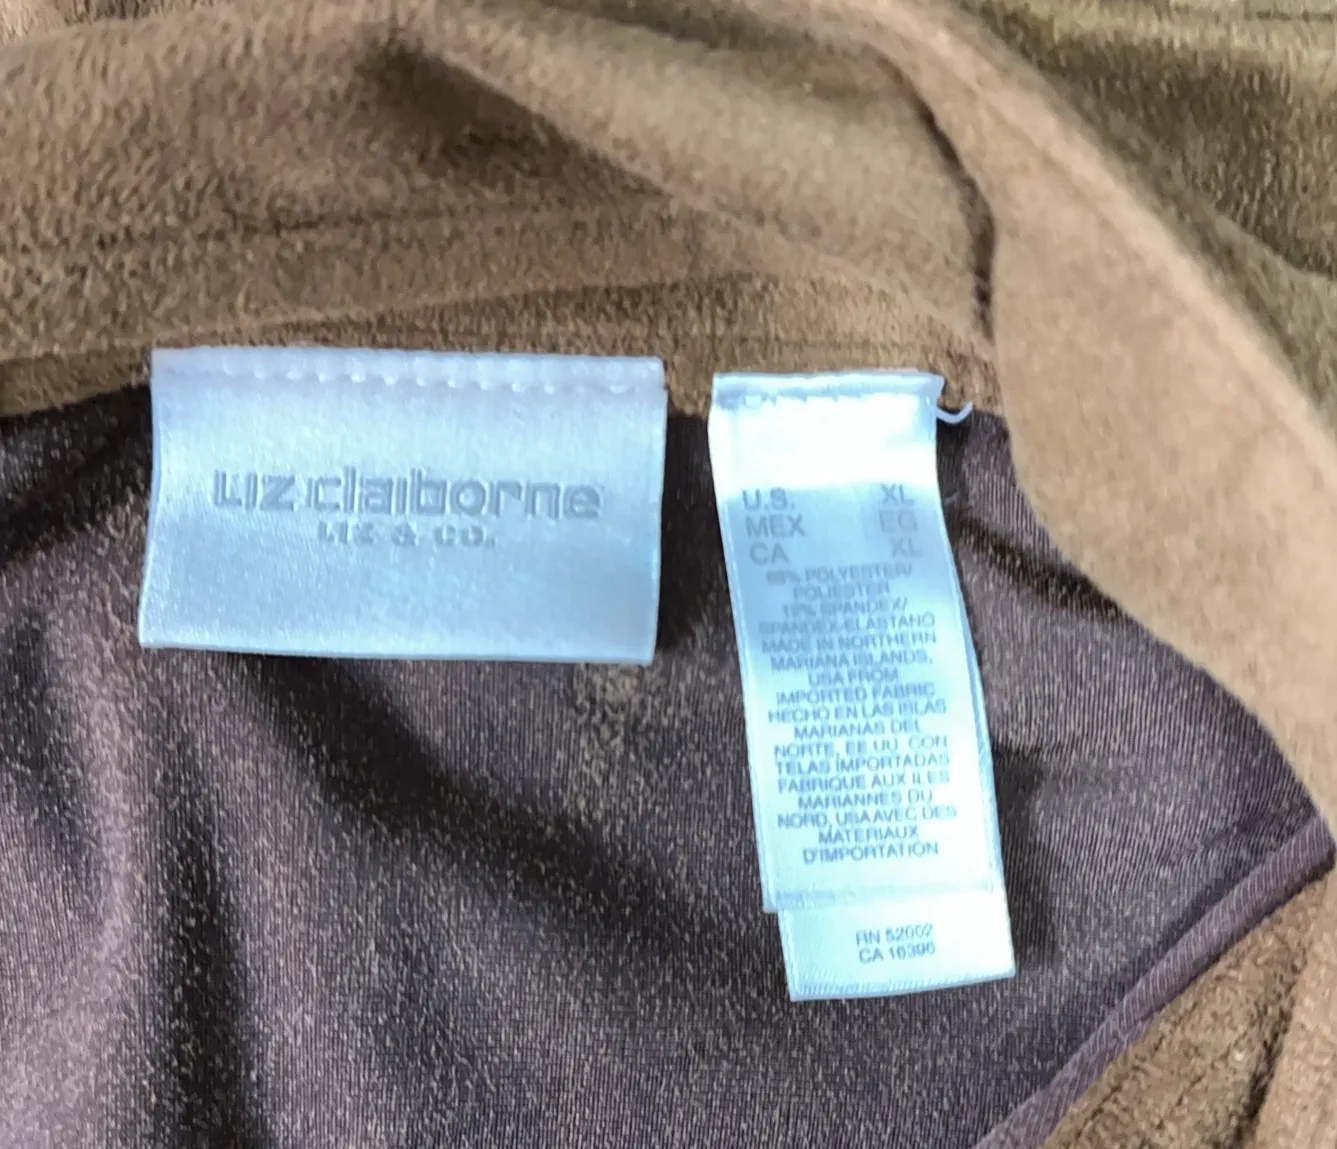 Liz claiborne
LIZ & CO.
U.S. XL
MEX EG
CA XL
88% POLYESTER/
POLIESTER
12% SPANDEX/
SPANDEX-ELASTANO
MADE IN NORTHERN
MARIANA ISLANDS,
USA FROM
IMPORTED FABRIC
HECHO EN LAS ISLAS
MARIANAS DEL
NORTE, EE.UU. CON
TELAS IMPORTADAS
FABRIQUE AUX ILES
MARIANNES DU
NORD, USA AVEC DES
MATERIAUX
D'IMPORTATION
RN 52002
CA 16396